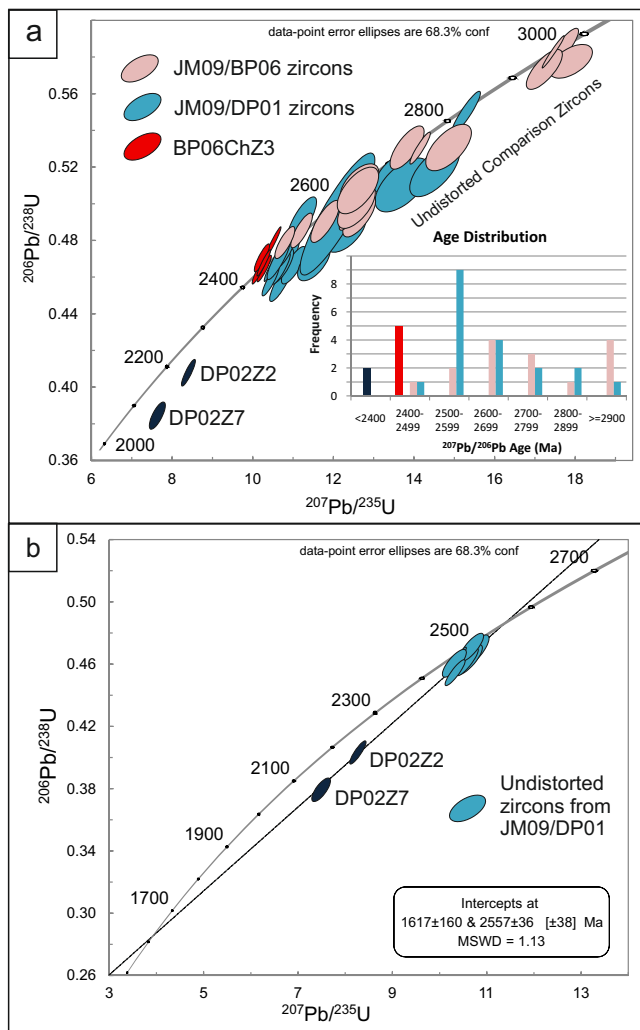 a
data-point error ellipses are 68.3% conf
3000
JM09/BP06 zircons
JM09/DP01 zircons
BP06ChZ3
2800
Undistorted Comparison Zircons
2600
2400
2200
2000
DP02Z2
DP02Z7
0.56
0.52
0.48
0.44
0.40
0.36
²⁰⁶Pb/²³⁸U
6 8 10 12 14 16 18
²⁰⁷Pb/²³⁵U
Age Distribution
Frequency
10
8
6
4
2
0
<2400 2400-2499 2500-2599 2600-2699 2700-2799 2800-2899 >=2900
²⁰⁷Pb/²⁰⁶Pb Age (Ma)
b
data-point error ellipses are 68.3% conf
2700
2500
2300
2100
1900
1700
DP02Z2
DP02Z7
Undistorted
zircons from
JM09/DP01
Intercepts at
1617±160 & 2557±36 [±38] Ma
MSWD = 1.13
0.54
0.50
0.46
0.42
0.38
0.34
0.30
0.26
²⁰⁶Pb/²³⁸U
3 5 7 9 11 13
²⁰⁷Pb/²³⁵U